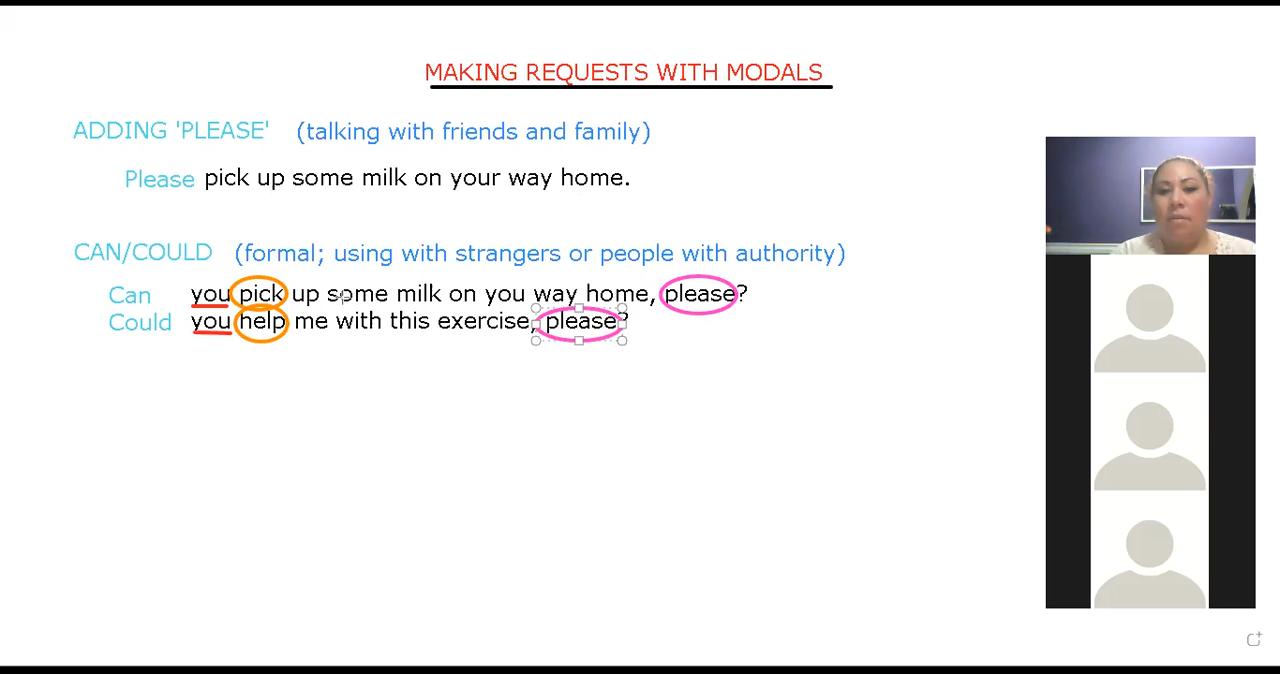 MAKING REQUESTS WITH MODALS
ADDING 'PLEASE' (talking with friends and family)
Please pick up some milk on your way home.
CAN/COULD (formal; using with strangers or people with authority)
Can you pick up some milk on you way home, please?
Could you help me with this exercise, please?